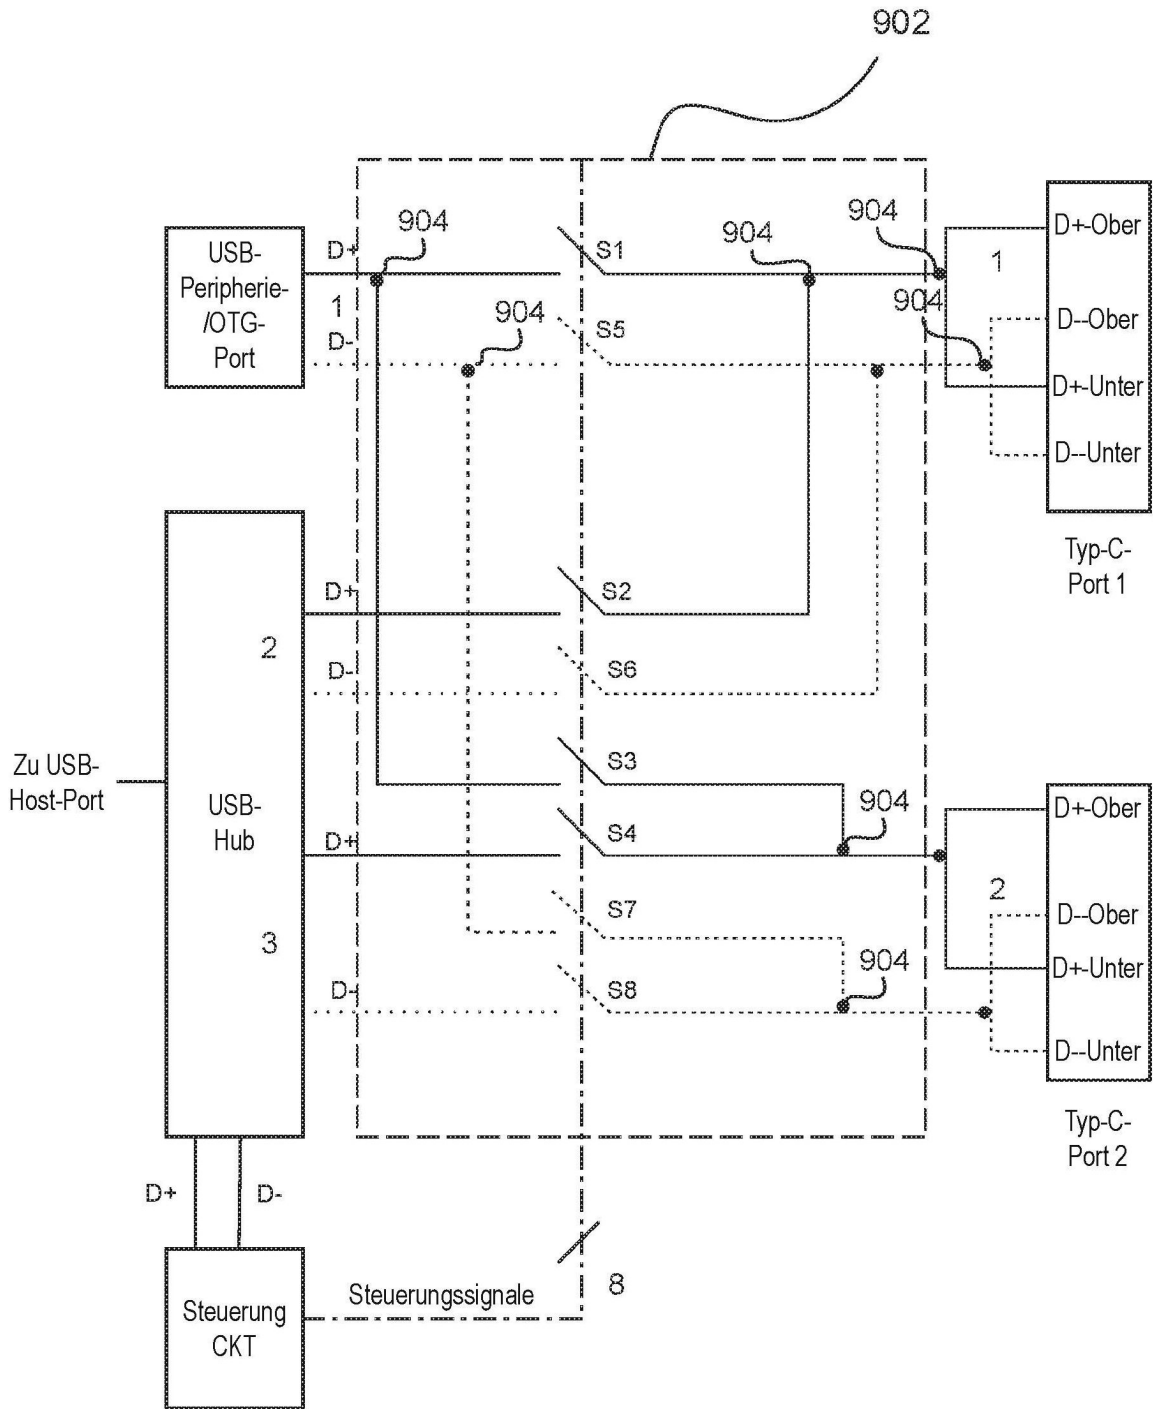 902
904
904
904
904
904
D+
1
D-
USB-
Peripherie-
/OTG-
Port
S1
S5
1
D+-Ober
D--Ober
D+-Unter
D--Unter
Typ-C-
Port 1
D+
2
D-
S2
S6
Zu USB-
Host-Port
USB-
Hub
D+
3
D-
S3
S4
S7
S8
904
904
2
D+-Ober
D--Ober
D+-Unter
D--Unter
Typ-C-
Port 2
D+
D-
Steuerung
CKT
Steuerungssignale
8